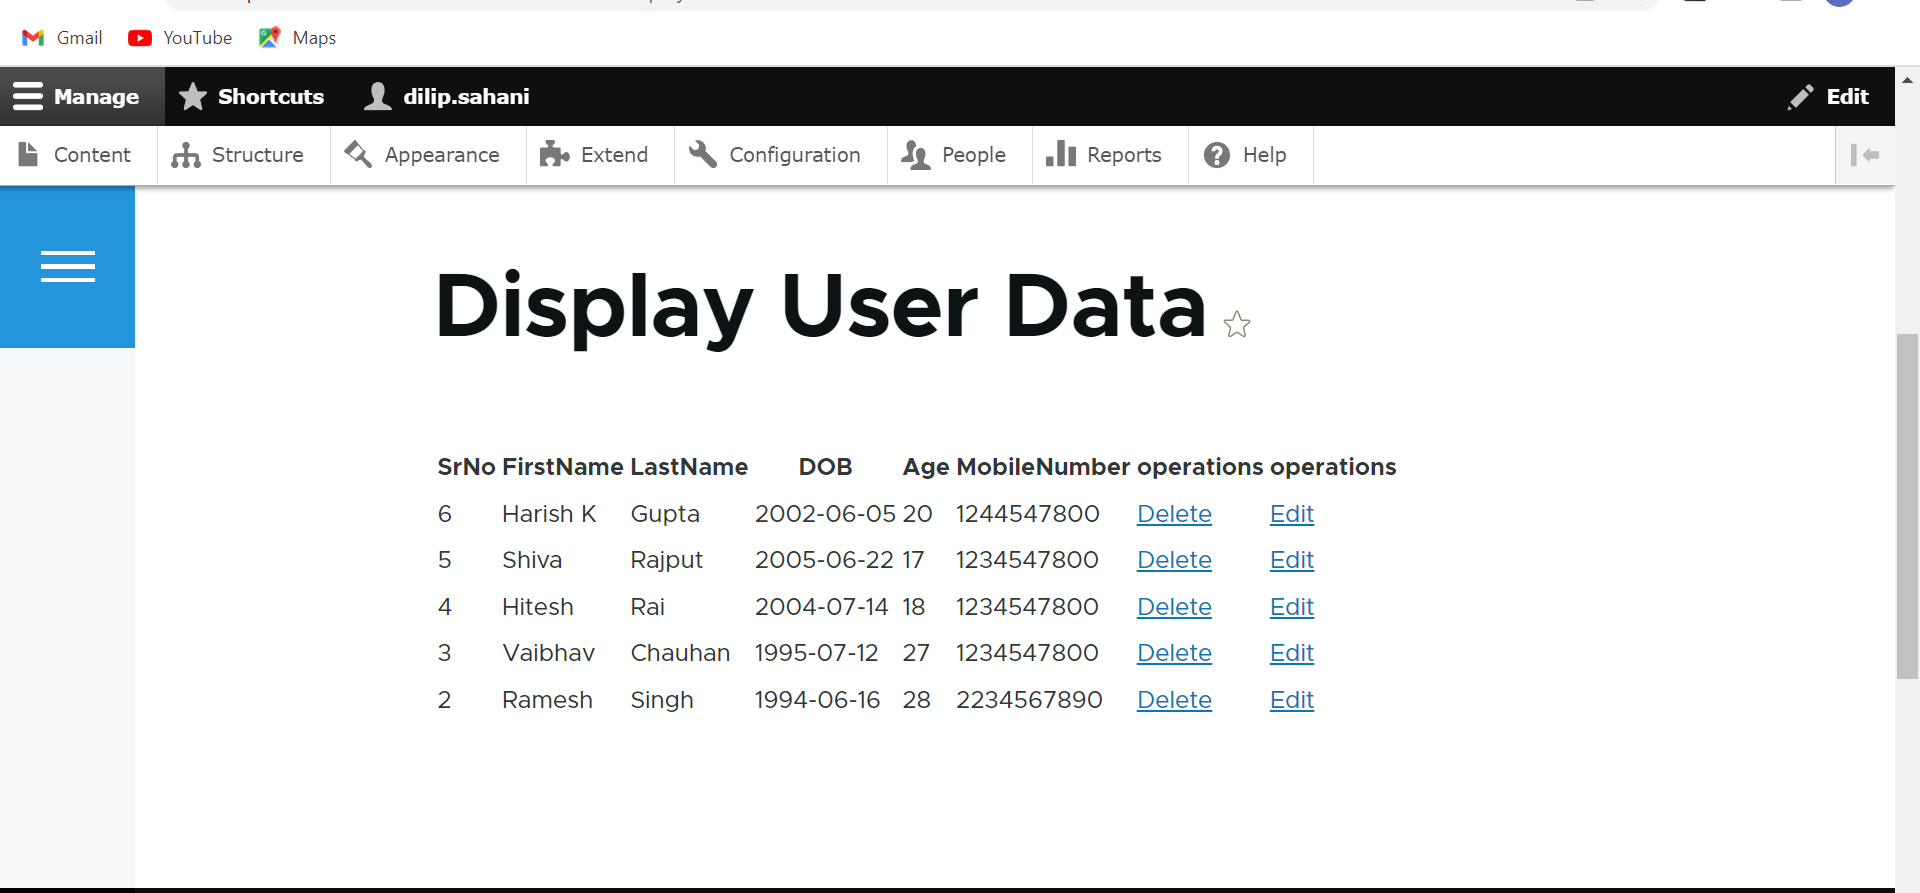 Gmail YouTube Maps
Manage Shortcuts dilip.sahani Edit
Content Structure Appearance Extend Configuration People Reports Help
Display User Data
SrNo FirstName LastName DOB Age MobileNumber operations operations
6 Harish K Gupta 2002-06-05 20 1244547800 Delete Edit
5 Shiva Rajput 2005-06-22 17 1234547800 Delete Edit
4 Hitesh Rai 2004-07-14 18 1234547800 Delete Edit
3 Vaibhav Chauhan 1995-07-12 27 1234547800 Delete Edit
2 Ramesh Singh 1994-06-16 28 2234567890 Delete Edit